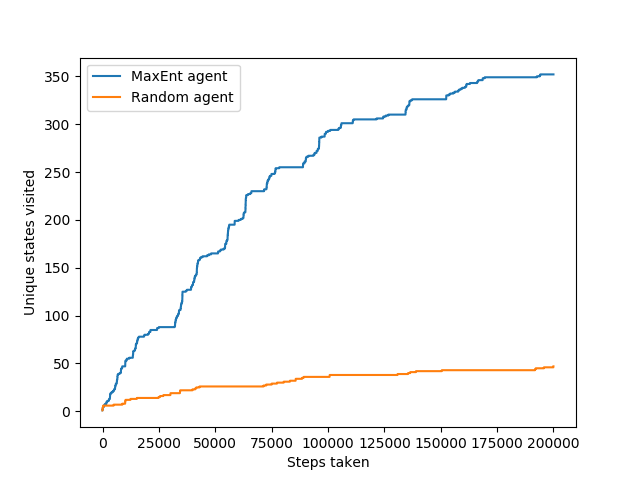 MaxEnt agent
Random agent
Unique states visited
350
300
250
200
150
100
50
0
0 25000 50000 75000 100000 125000 150000 175000 200000
Steps taken